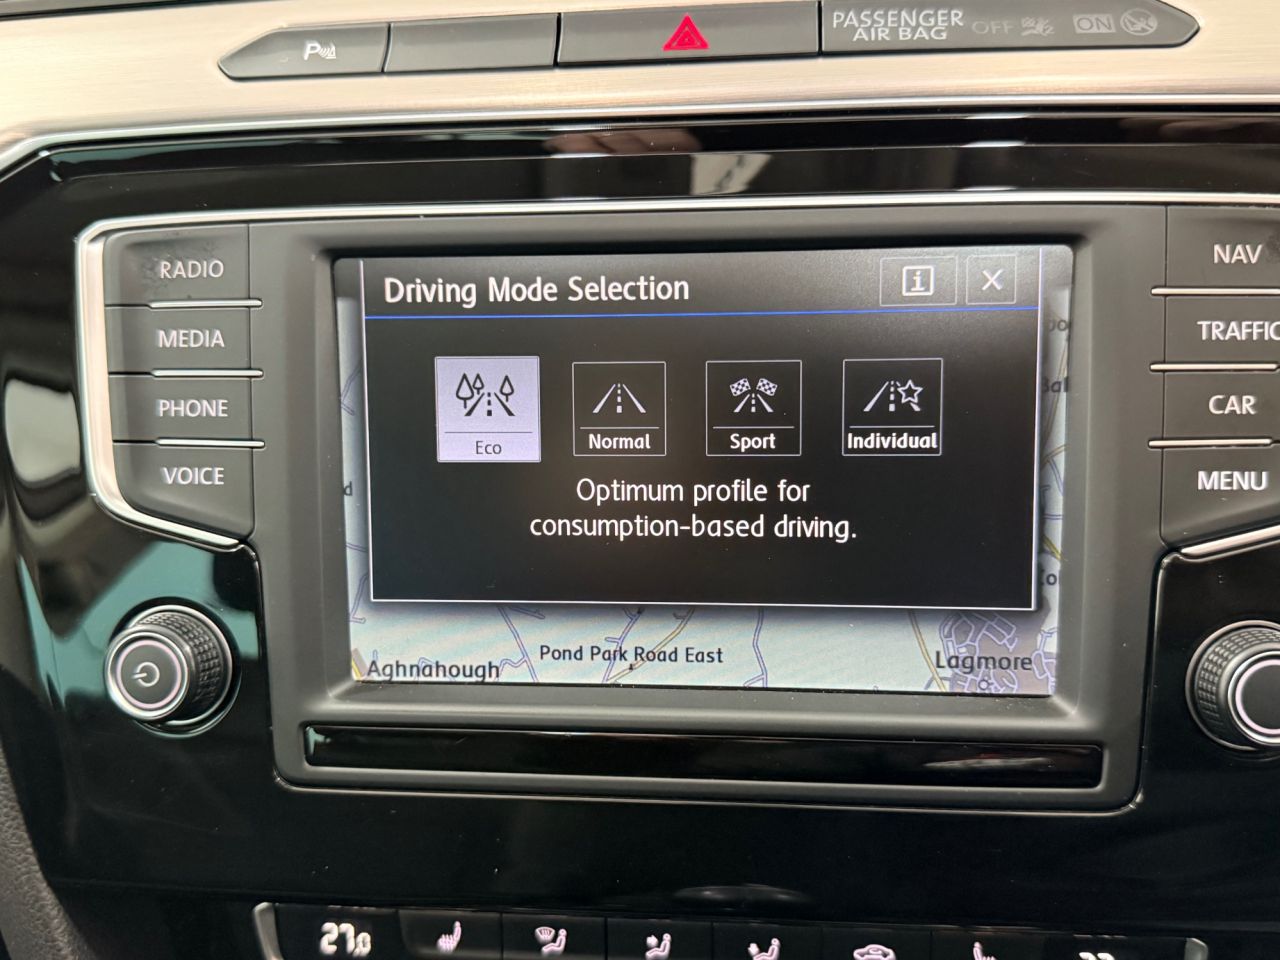 P
PASSENGER
AIR BAG
OFF
ON
RADIO
MEDIA
PHONE
VOICE
NAV
TRAFFIC
CAR
MENU
Driving Mode Selection
i
X
Eco
Normal
Sport
Individual
Optimum profile for
consumption-based driving.
Aghnahough
Pond Park Road East
Lagmore